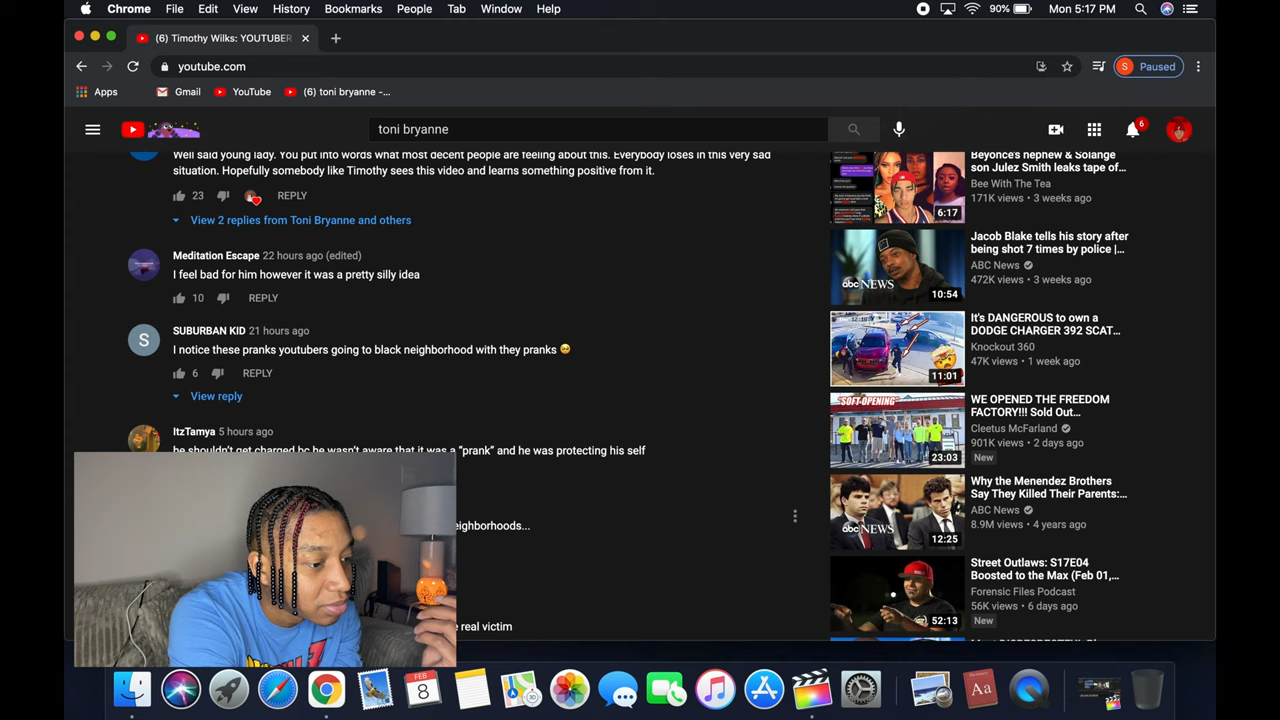 Chrome File Edit View History Bookmarks People Tab Window Help
90% Mon 5:17 PM
(6) Timothy Wilks: YOUTUBER
youtube.com
S Paused
Apps Gmail YouTube (6) toni bryanne -...
toni bryanne
6
Well said young lady. You put into words what most decent people are feeling about this. Everybody loses in this very sad
situation. Hopefully somebody like Timothy sees this video and learns something positive from it.
23 REPLY
View 2 replies from Toni Bryanne and others
Meditation Escape 22 hours ago (edited)
I feel bad for him however it was a pretty silly idea
10 REPLY
S
SUBURBAN KID 21 hours ago
I notice these pranks youtubers going to black neighborhood with they pranks 🥺
6 REPLY
View reply
ItzTamya 5 hours ago
he shouldn't get charged bc he wasn't aware that it was a "prank" and he was protecting his self
eighborhoods...
e real victim
6:17
Beyonce's nephew & Solange
son Julez Smith leaks tape of...
Bee With The Tea
171K views • 3 weeks ago
abc NEWS
10:54
Jacob Blake tells his story after
being shot 7 times by police |...
ABC News
472K views • 3 weeks ago
11:01
It's DANGEROUS to own a
DODGE CHARGER 392 SCAT...
Knockout 360
47K views • 1 week ago
"SOFT-OPENING"
23:03
WE OPENED THE FREEDOM
FACTORY!!! Sold Out...
Cleetus McFarland
901K views • 2 days ago
New
abc NEWS
12:25
Why the Menendez Brothers
Say They Killed Their Parents:...
ABC News
8.9M views • 4 years ago
52:13
Street Outlaws: S17E04
Boosted to the Max (Feb 01,...
Forensic Files Podcast
56K views • 6 days ago
New
FEB
8
Aa